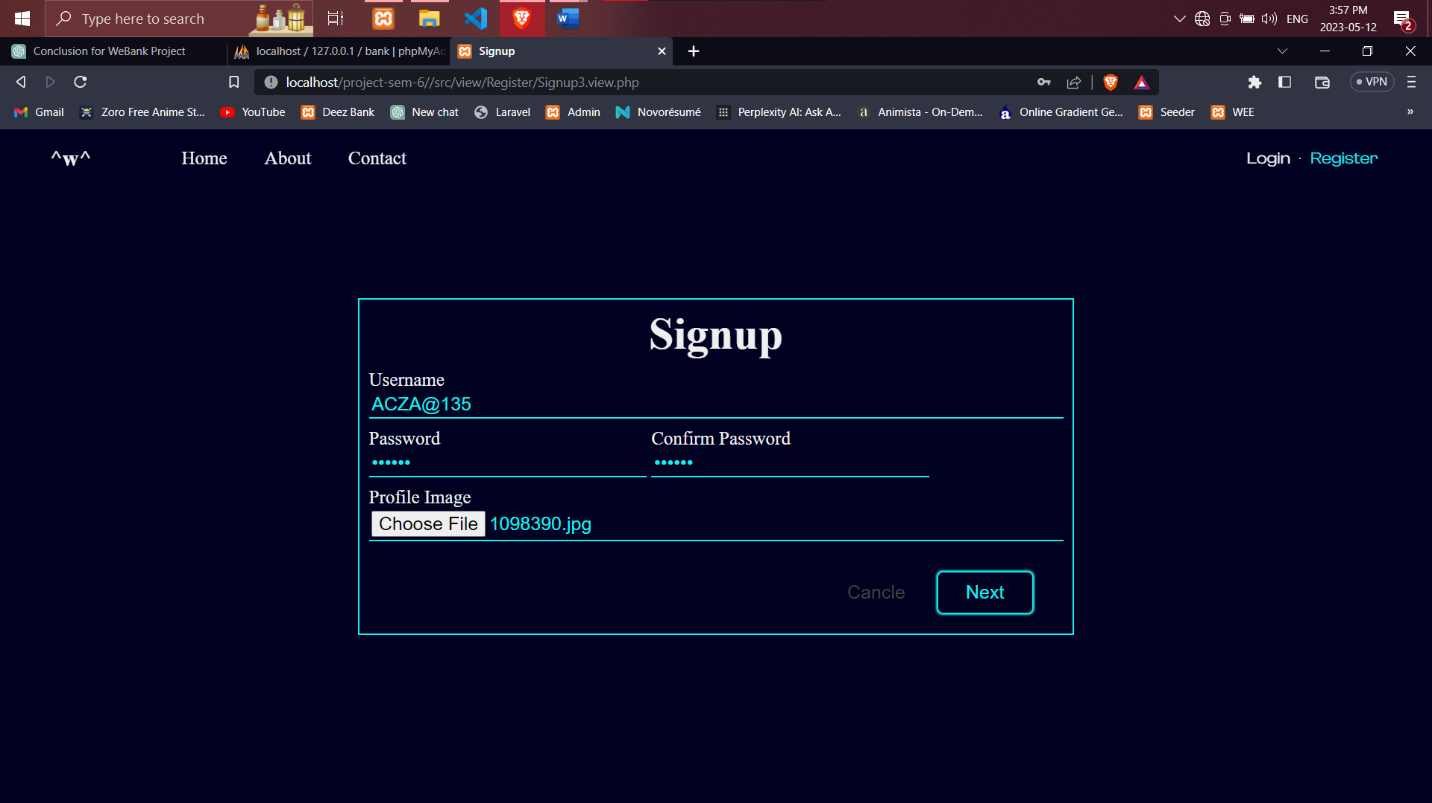 Type here to search
ENG
3:57 PM
2023-05-12
2
Conclusion for WeBank Project
localhost / 127.0.0.1 / bank | phpMyAd
Signup
localhost/project-sem-6//src/view/Register/Signup3.view.php
VPN
Gmail
Zoro Free Anime St...
YouTube
Deez Bank
New chat
Laravel
Admin
Novorésumé
Perplexity AI: Ask A...
Animista - On-Dem...
Online Gradient Ge...
Seeder
WEE
»
^w^
Home
About
Contact
Login · Register
Signup
Username
ACZA@135
Password
Confirm Password
••••••
••••••
Profile Image
Choose File 1098390.jpg
Cancle
Next